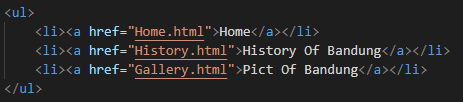 <ul>
    <li><a href="Home.html">Home</a></li>
    <li><a href="History.html">History Of Bandung</a></li>
    <li><a href="Gallery.html">Pict Of Bandung</a></li>
</ul>